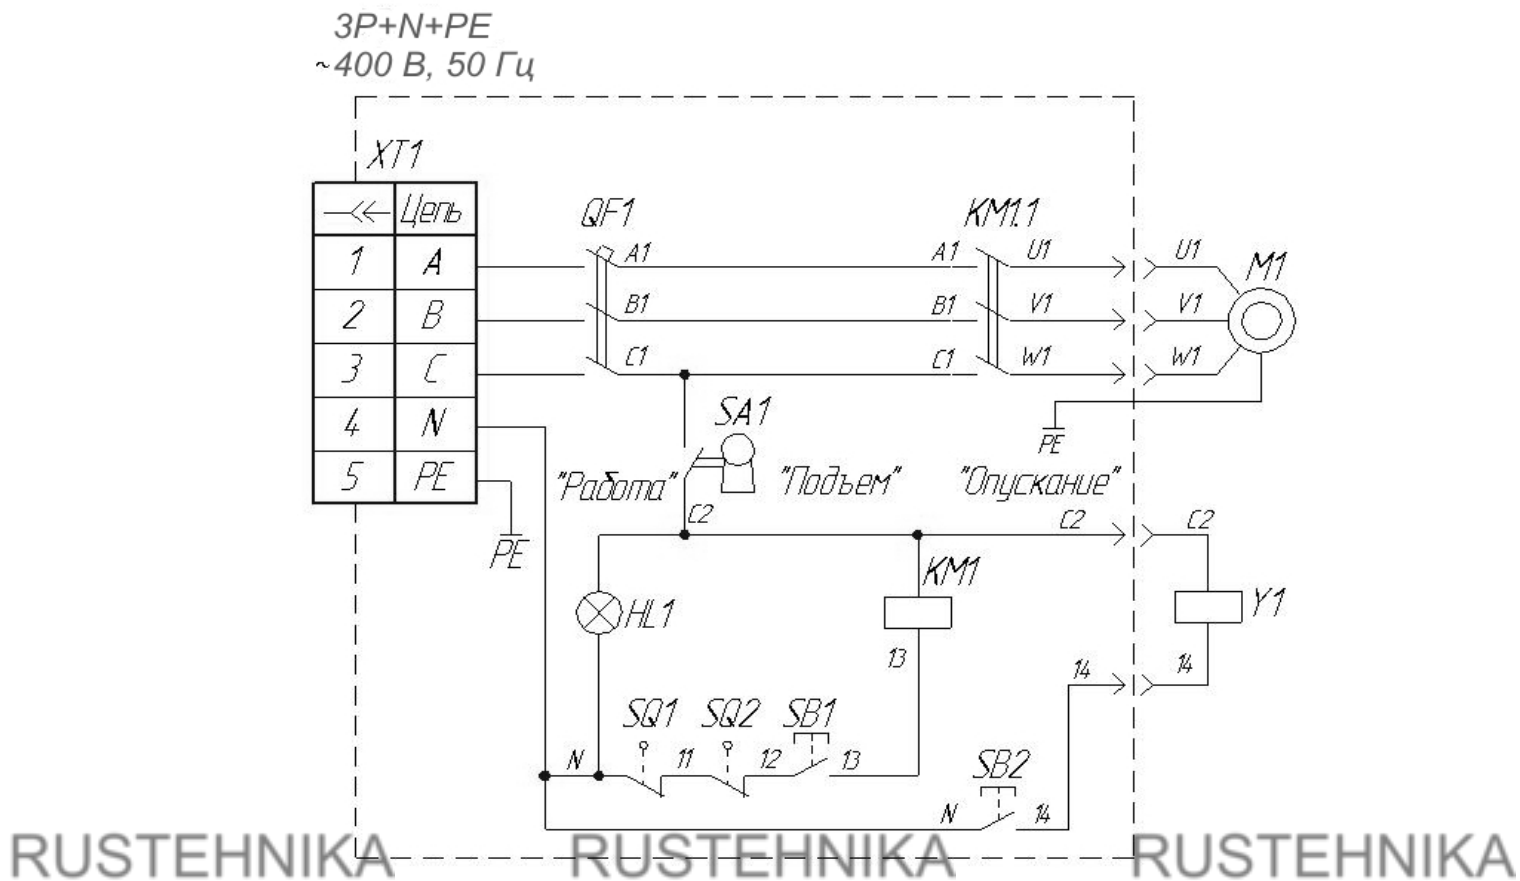 3P+N+PE
~400 В, 50 Гц
XT1
Цепь
QF1
KM1.1
1 A
A1
A1
U1
U1
M1
2 B
B1
B1
V1
V1
3 C
C1
C1
W1
W1
4 N
SA1
PE
5 PE
"Работа"
"Подъем"
"Опускание"
C2
C2
C2
PE
KM1
HL1
Y1
13
14
14
SQ1
SQ2
SB1
N
11
12
13
SB2
N
14
RUSTEHNIKA
RUSTEHNIKA
RUSTEHNIKA